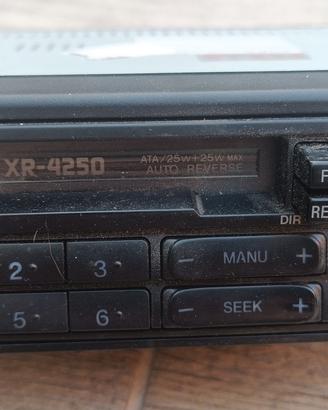 XR-4250
ATA/25W+25W MAX
AUTO REVERSE
DIR
2
3
− MANU +
5
6
− SEEK +